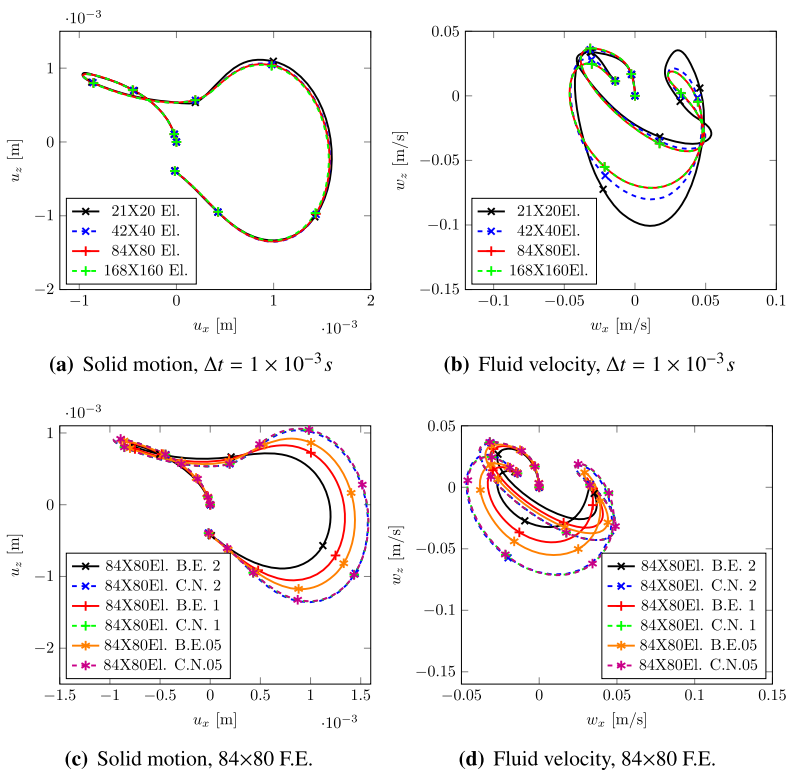 ·10⁻³
1
0
−1
−2
−1
0
1
2
·10⁻³
u_z [m]
u_x [m]
21X20 El.
42X40 El.
84X80 El.
168X160 El.
(a) Solid motion, Δt = 1 × 10⁻³s
0.05
0
−0.05
−0.1
−0.15
−0.1
−0.05
0
0.05
0.1
w_z [m/s]
w_x [m/s]
21X20El.
42X40El.
84X80El.
168X160El.
(b) Fluid velocity, Δt = 1 × 10⁻³s
·10⁻³
1
0
−1
−2
−1.5
−1
−0.5
0
0.5
1
1.5
·10⁻³
u_z [m]
u_x [m]
84X80El. B.E. 2
84X80El. C.N. 2
84X80El. B.E. 1
84X80El. C.N. 1
84X80El. B.E.05
84X80El. C.N.05
(c) Solid motion, 84×80 F.E.
0.05
0
−0.05
−0.1
−0.15
−0.05
0
0.05
0.1
0.15
w_z [m/s]
w_x [m/s]
84X80El. B.E. 2
84X80El. C.N. 2
84X80El. B.E. 1
84X80El. C.N. 1
84X80El. B.E.05
84X80El. C.N.05
(d) Fluid velocity, 84×80 F.E.